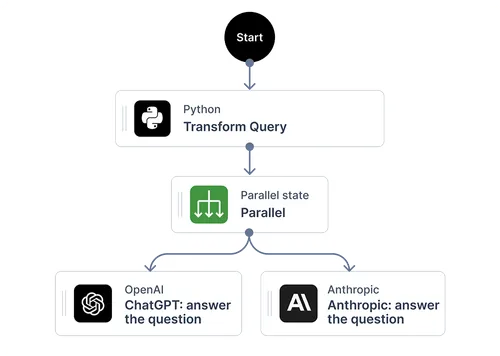 Start
Python
Transform Query
Parallel state
Parallel
OpenAI
ChatGPT: answer
the question
Anthropic
Anthropic: answer
the question